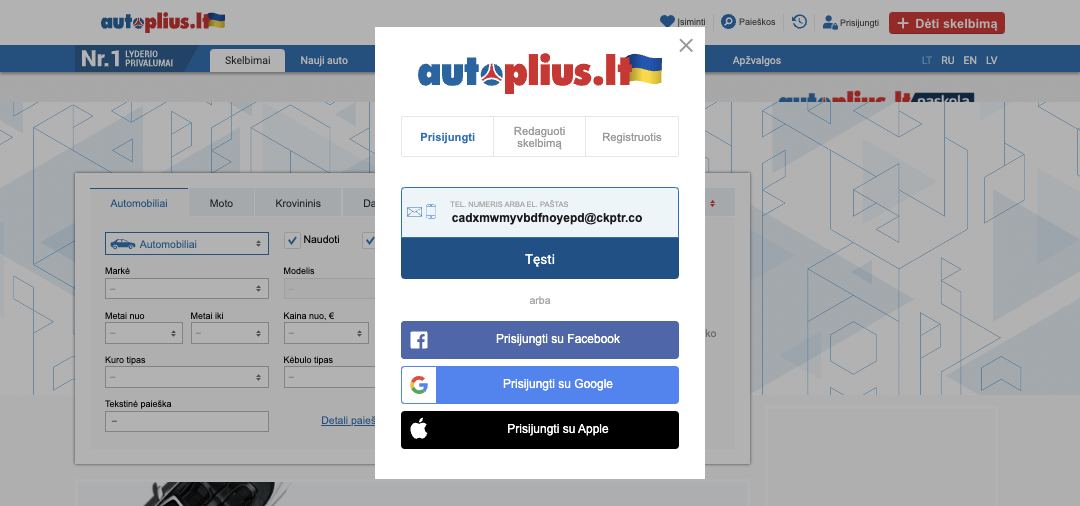 autoplius.lt
Įsiminti
Paieškos
Prisijungti
+ Dėti skelbimą
Nr.1 LYDERIO
PRIVALUMAI
Skelbimai
Nauji auto
Apžvalgos
LT RU EN LV
autoplius.lt
autoplius.lt paskola
Prisijungti
Redaguoti
skelbimą
Registruotis
Automobiliai
Moto
Krovininis
TEL. NUMERIS ARBA EL. PAŠTAS
cadxmwmyvbdfnoyepd@ckptr.co
Automobiliai
Naudoti
Tęsti
Markė
Modelis
–
–
arba
Metai nuo
Metai iki
Kaina nuo, €
–
–
–
Prisijungti su Facebook
Kuro tipas
Kėbulo tipas
–
–
Prisijungti su Google
Tekstinė paieška
–
Detali paieš
Prisijungti su Apple